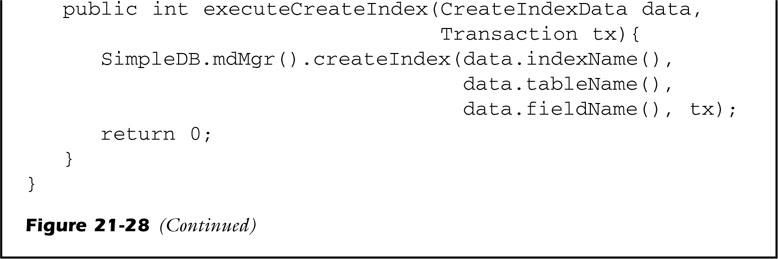 public int executeCreateIndex(CreateIndexData data,
Transaction tx){
SimpleDB.mdMgr().createIndex(data.indexName(),
data.tableName(),
data.fieldName(), tx);
return 0;
}
}
Figure 21-28 (Continued)